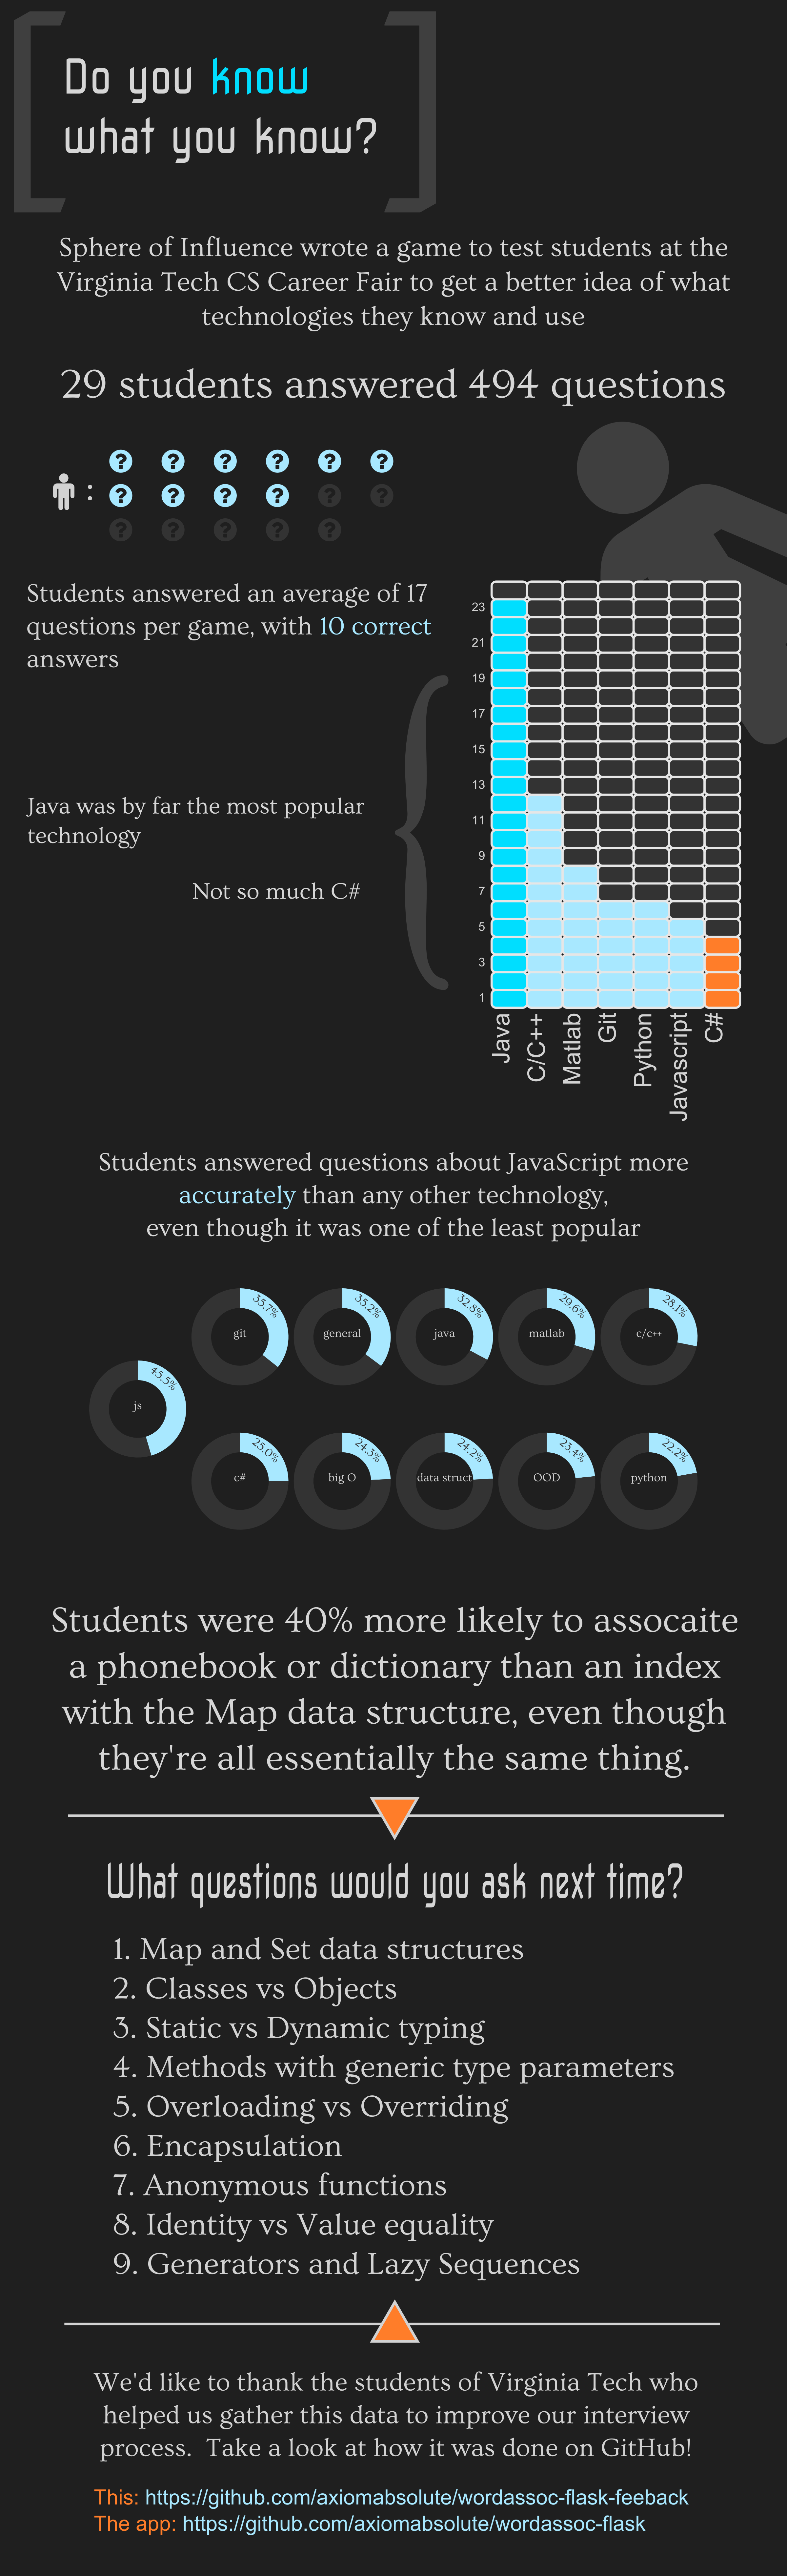 Do you know
what you know?
Sphere of Influence wrote a game to test students at the
Virginia Tech CS Career Fair to get a better idea of what
technologies they know and use
29 students answered 494 questions
? ? ? ? ? ?
: ? ? ? ? ? ?
? ? ? ? ?
Students answered an average of 17
questions per game, with 10 correct
answers
Java was by far the most popular
technology
Not so much C#
23
21
19
17
15
13
11
9
7
5
3
1
Java
C/C++
Matlab
Git
Python
Javascript
C#
Students answered questions about JavaScript more
accurately than any other technology,
even though it was one of the least popular
45.5%
js
35.7%
git
35.2%
general
32.8%
java
29.6%
matlab
28.1%
c/c++
25.0%
c#
24.3%
big O
24.2%
data struct
23.4%
OOD
22.2%
python
Students were 40% more likely to assocaite
a phonebook or dictionary than an index
with the Map data structure, even though
they're all essentially the same thing.
What questions would you ask next time?
1. Map and Set data structures
2. Classes vs Objects
3. Static vs Dynamic typing
4. Methods with generic type parameters
5. Overloading vs Overriding
6. Encapsulation
7. Anonymous functions
8. Identity vs Value equality
9. Generators and Lazy Sequences
We'd like to thank the students of Virginia Tech who
helped us gather this data to improve our interview
process. Take a look at how it was done on GitHub!
This: https://github.com/axiomabsolute/wordassoc-flask-feeback
The app: https://github.com/axiomabsolute/wordassoc-flask